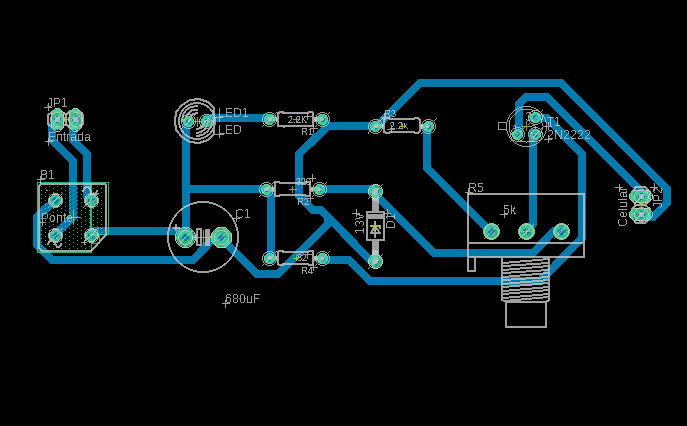 JP1
Entrada
LED1
LED
2.2K
R1
R3
2.2k
T1
2N2222
B1
Ponte
C1
680uF
R2
82
R4
13V
D1
R5
5k
Celular
JP2